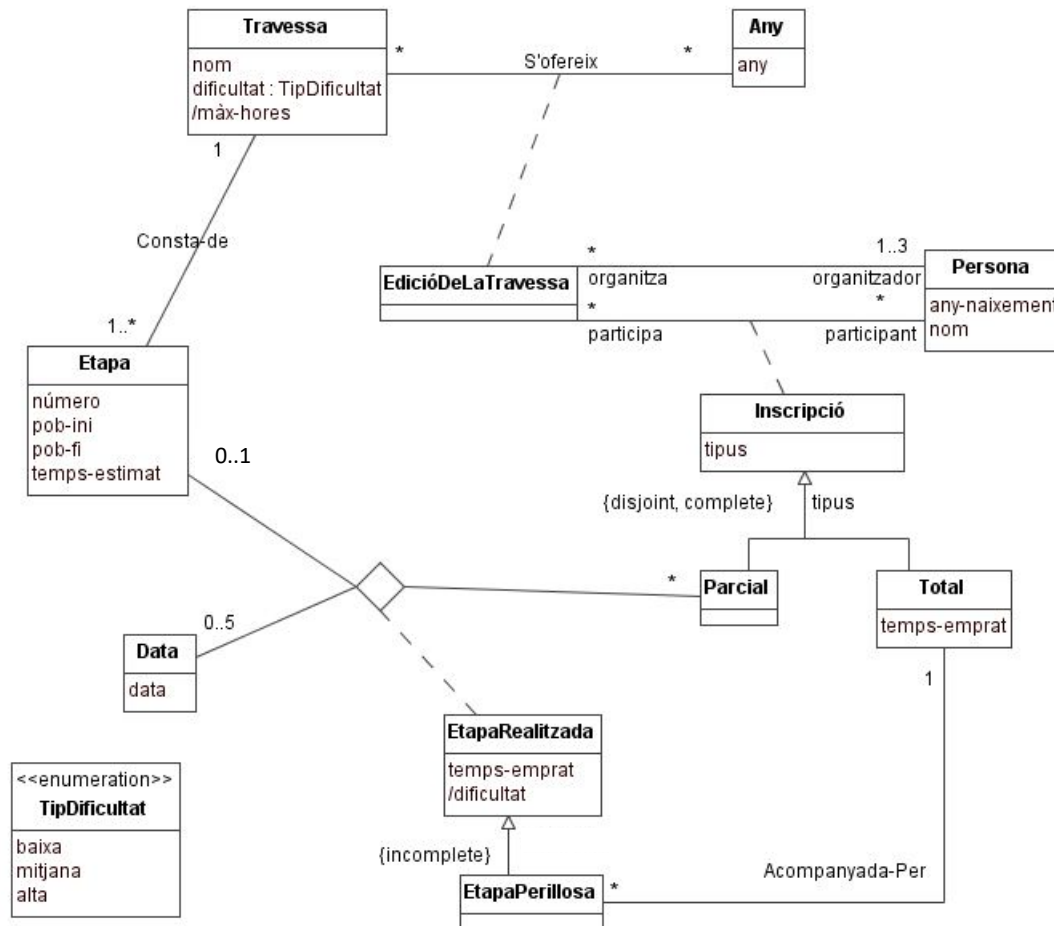 Travessa
nom
dificultat : TipDificultat
/màx-hores
*
S'ofereix
*
Any
any
1
Consta-de
1..*
EdicióDeLaTravessa
*
organitza
1..3
organitzador
*
participa
*
participant
Persona
any-naixement
nom
Etapa
número
pob-ini
pob-fi
temps-estimat
0..1
Inscripció
tipus
{disjoint, complete}
tipus
*
Parcial
Total
temps-emprat
0..5
Data
data
1
EtapaRealitzada
temps-emprat
/dificultat
<<enumeration>>
TipDificultat
baixa
mitjana
alta
{incomplete}
Acompanyada-Per
EtapaPerillosa
*